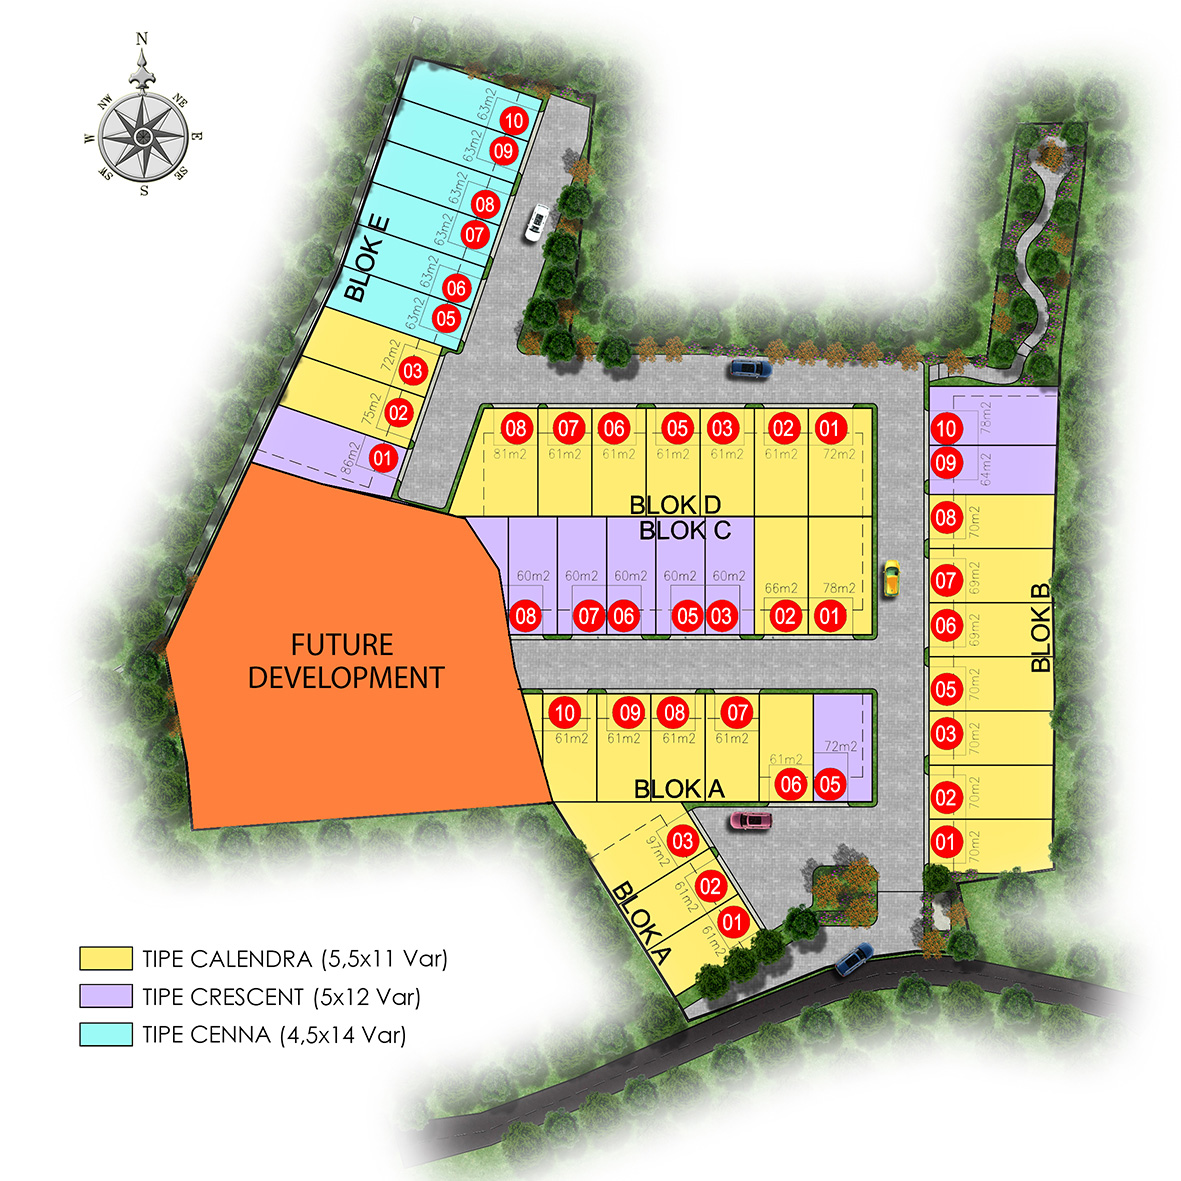 N
NW
NE
W
E
SW
SE
S
63m2
10
63m2
09
63m2
08
63m2
07
63m2
06
63m2
05
BLOK E
72m2
03
75m2
02
86m2
01
08
07
06
05
03
02
01
81m2
61m2
61m2
61m2
61m2
61m2
72m2
BLOK D
BLOK C
60m2
60m2
60m2
60m2
60m2
66m2
78m2
08
07
06
05
03
02
01
10
78m2
09
64m2
08
70m2
07
69m2
06
69m2
05
70m2
03
70m2
02
70m2
01
70m2
BLOK B
FUTURE
DEVELOPMENT
10
09
08
07
61m2
61m2
61m2
61m2
61m2
72m2
06
05
BLOK A
03
97m2
02
61m2
01
61m2
BLOK A
TIPE CALENDRA (5,5x11 Var)
TIPE CRESCENT (5x12 Var)
TIPE CENNA (4,5x14 Var)